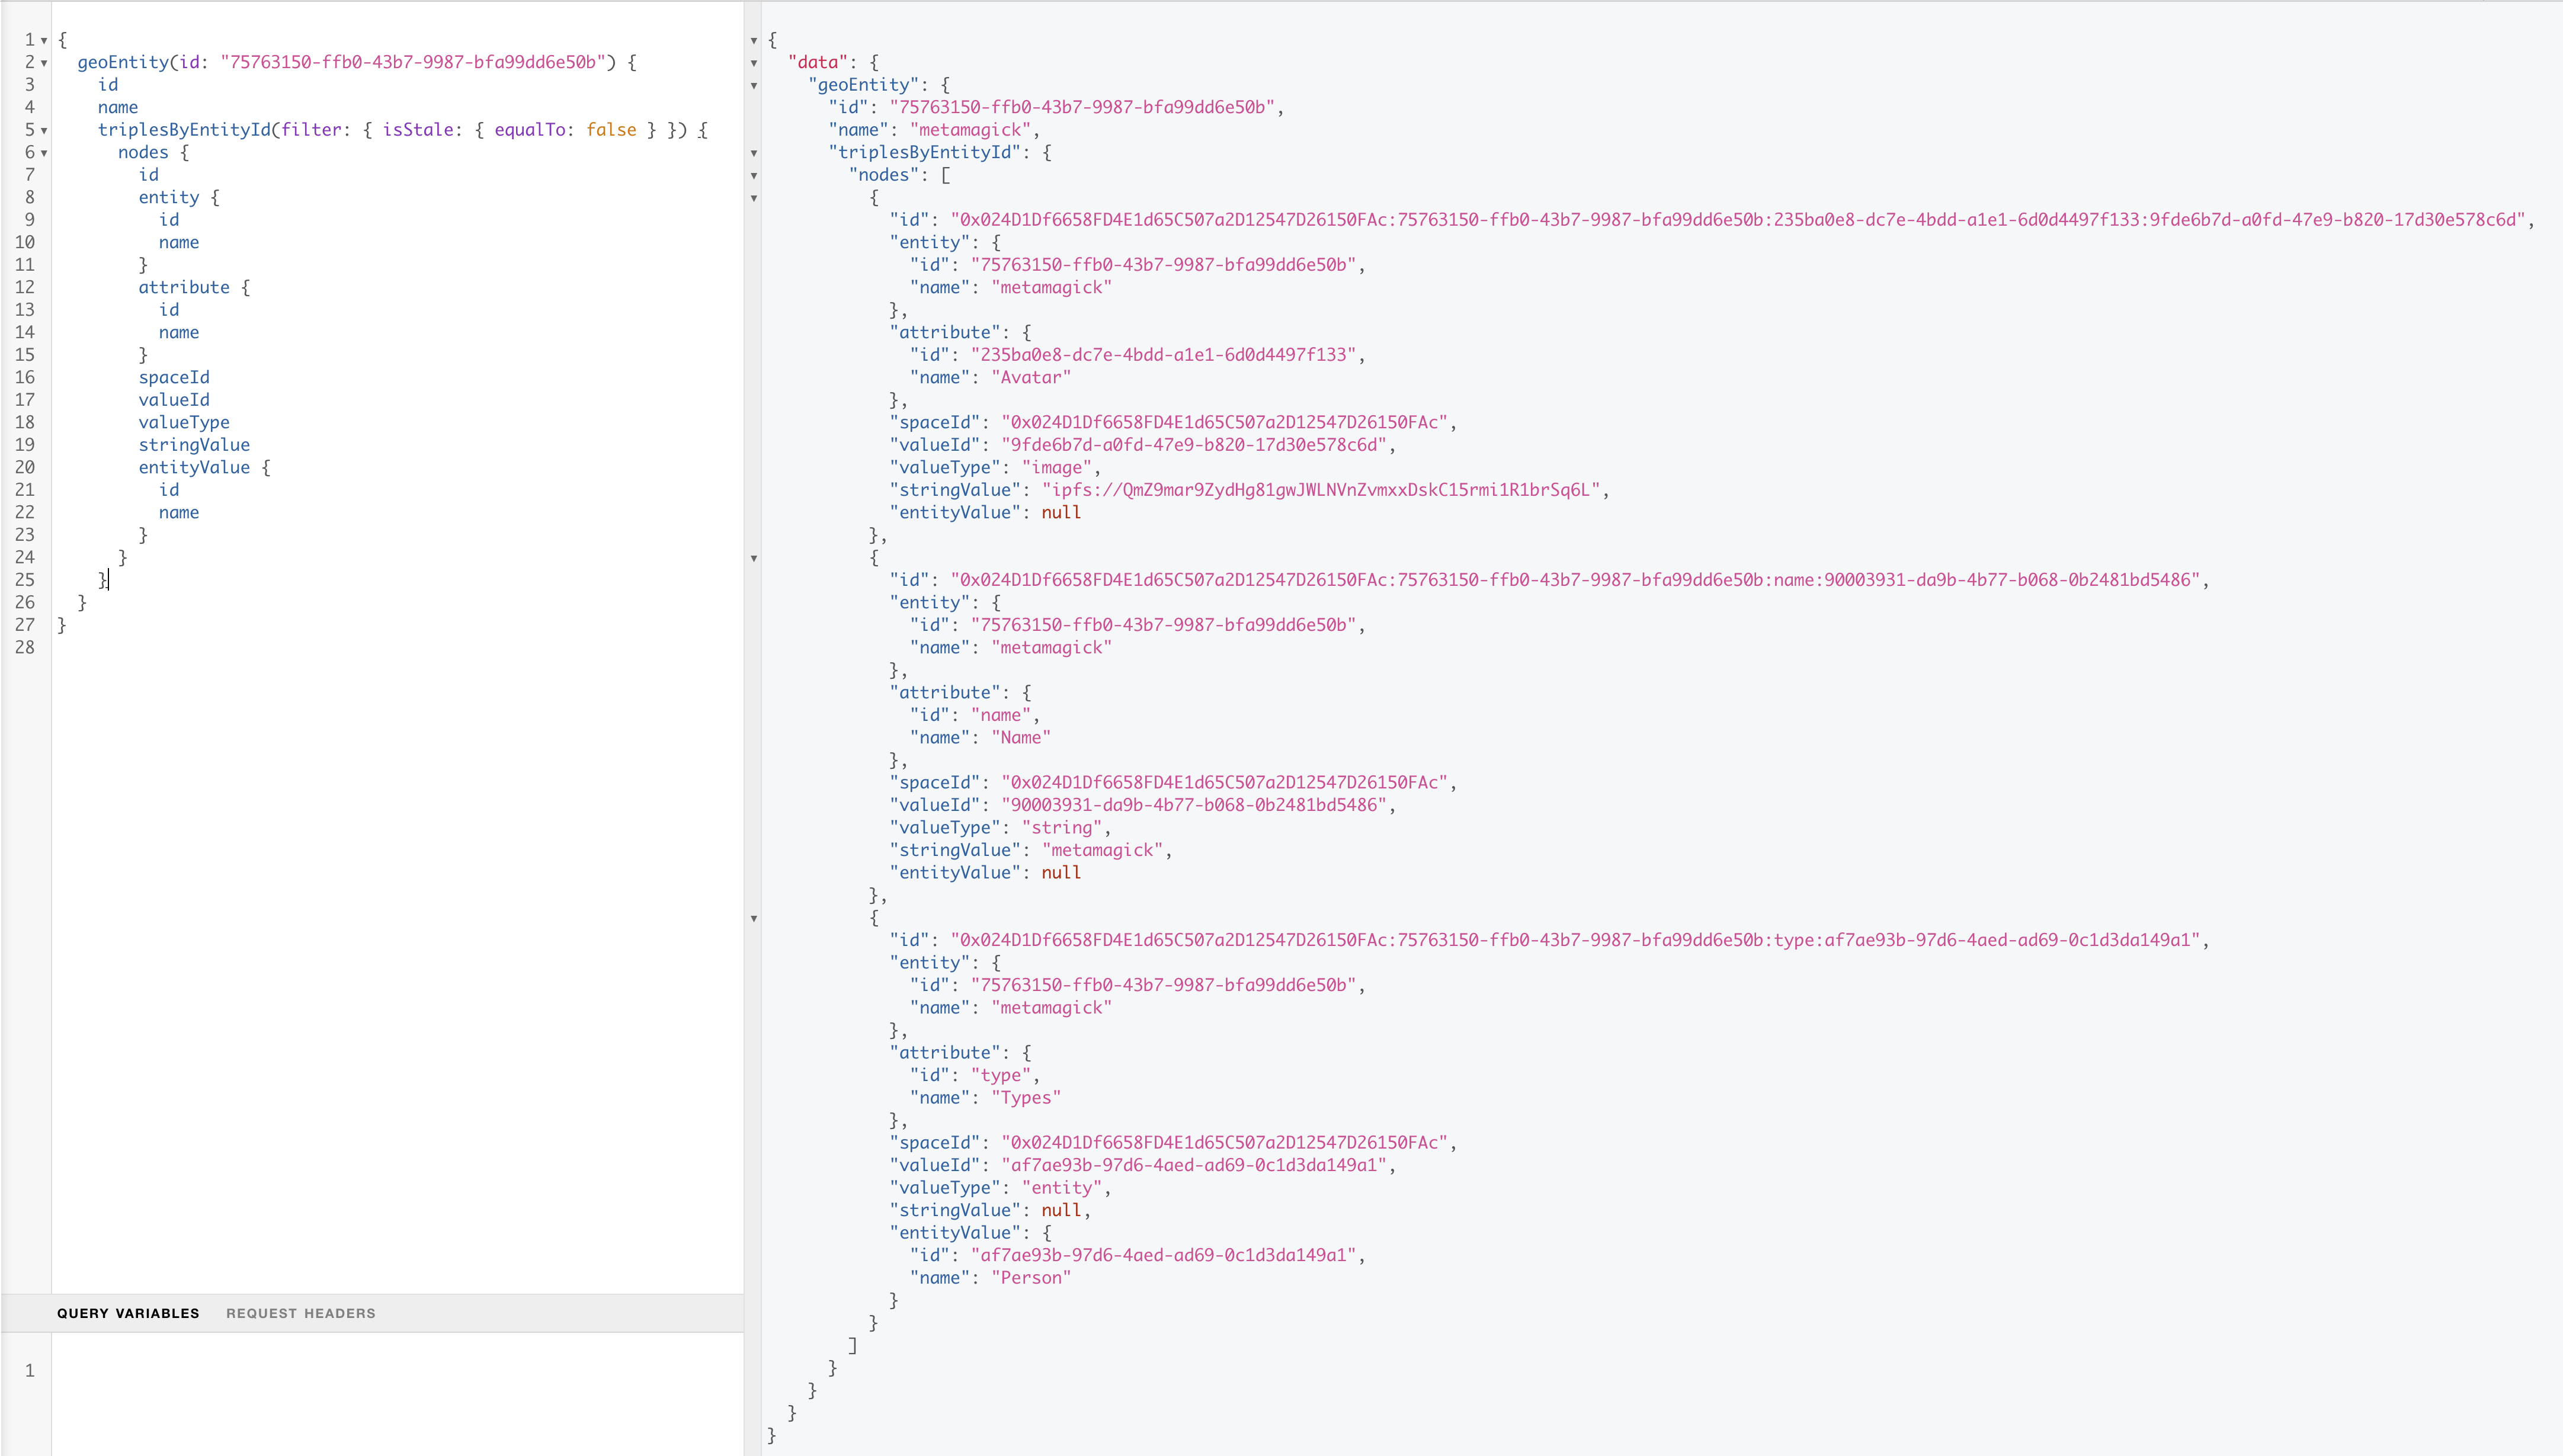 1 {
2 geoEntity(id: "75763150-ffb0-43b7-9987-bfa99dd6e50b") {
3 id
4 name
5 triplesByEntityId(filter: { isStale: { equalTo: false } }) {
6 nodes {
7 id
8 entity {
9 id
10 name
11 }
12 attribute {
13 id
14 name
15 }
16 spaceId
17 valueId
18 valueType
19 stringValue
20 entityValue {
21 id
22 name
23 }
24 }
25 }
26 }
27 }
28
QUERY VARIABLES REQUEST HEADERS
1
{
"data": {
"geoEntity": {
"id": "75763150-ffb0-43b7-9987-bfa99dd6e50b",
"name": "metamagick",
"triplesByEntityId": {
"nodes": [
{
"id": "0x024D1Df6658FD4E1d65C507a2D12547D26150FAc:75763150-ffb0-43b7-9987-bfa99dd6e50b:235ba0e8-dc7e-4bdd-a1e1-6d0d4497f133:9fde6b7d-a0fd-47e9-b820-17d30e578c6d",
"entity": {
"id": "75763150-ffb0-43b7-9987-bfa99dd6e50b",
"name": "metamagick"
},
"attribute": {
"id": "235ba0e8-dc7e-4bdd-a1e1-6d0d4497f133",
"name": "Avatar"
},
"spaceId": "0x024D1Df6658FD4E1d65C507a2D12547D26150FAc",
"valueId": "9fde6b7d-a0fd-47e9-b820-17d30e578c6d",
"valueType": "image",
"stringValue": "ipfs://QmZ9mar9ZydHg81gwJWLNVnZvmxxDskC15rmi1R1brSq6L",
"entityValue": null
},
{
"id": "0x024D1Df6658FD4E1d65C507a2D12547D26150FAc:75763150-ffb0-43b7-9987-bfa99dd6e50b:name:90003931-da9b-4b77-b068-0b2481bd5486",
"entity": {
"id": "75763150-ffb0-43b7-9987-bfa99dd6e50b",
"name": "metamagick"
},
"attribute": {
"id": "name",
"name": "Name"
},
"spaceId": "0x024D1Df6658FD4E1d65C507a2D12547D26150FAc",
"valueId": "90003931-da9b-4b77-b068-0b2481bd5486",
"valueType": "string",
"stringValue": "metamagick",
"entityValue": null
},
{
"id": "0x024D1Df6658FD4E1d65C507a2D12547D26150FAc:75763150-ffb0-43b7-9987-bfa99dd6e50b:type:af7ae93b-97d6-4aed-ad69-0c1d3da149a1",
"entity": {
"id": "75763150-ffb0-43b7-9987-bfa99dd6e50b",
"name": "metamagick"
},
"attribute": {
"id": "type",
"name": "Types"
},
"spaceId": "0x024D1Df6658FD4E1d65C507a2D12547D26150FAc",
"valueId": "af7ae93b-97d6-4aed-ad69-0c1d3da149a1",
"valueType": "entity",
"stringValue": null,
"entityValue": {
"id": "af7ae93b-97d6-4aed-ad69-0c1d3da149a1",
"name": "Person"
}
}
]
}
}
}
}